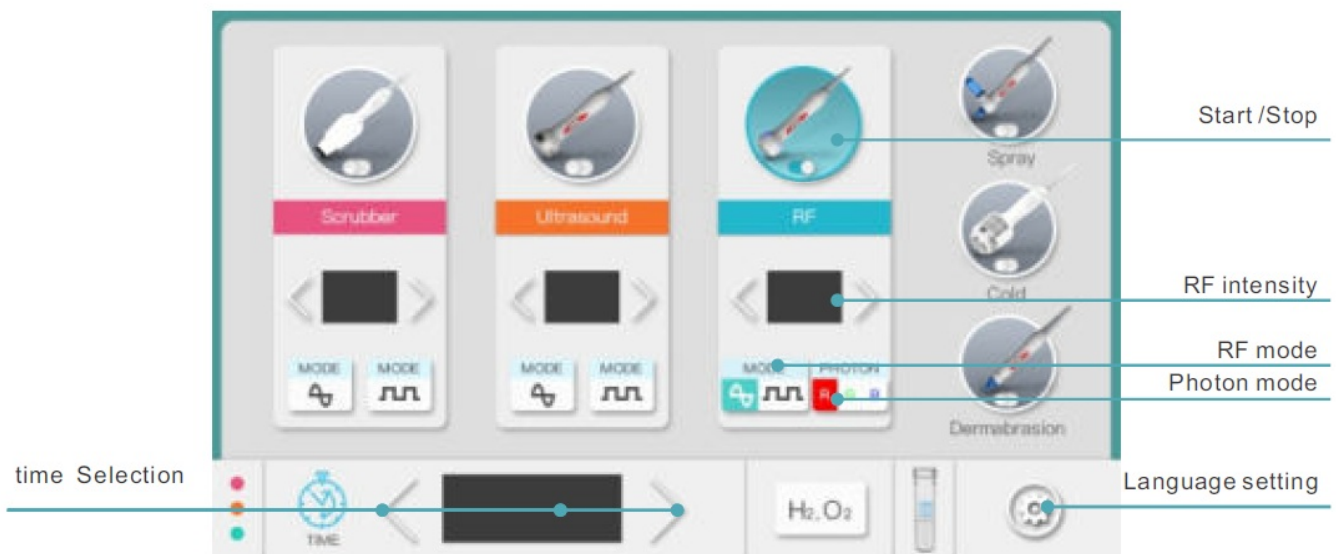 Start/Stop
Spray
Scrubber
Ultrasound
RF
RF intensity
Cold
RF mode
MODE
MODE
MODE
MODE
MODE
PHOTON
Photon mode
R G B
Dermabrasion
time Selection
Language setting
H2.O2
TIME